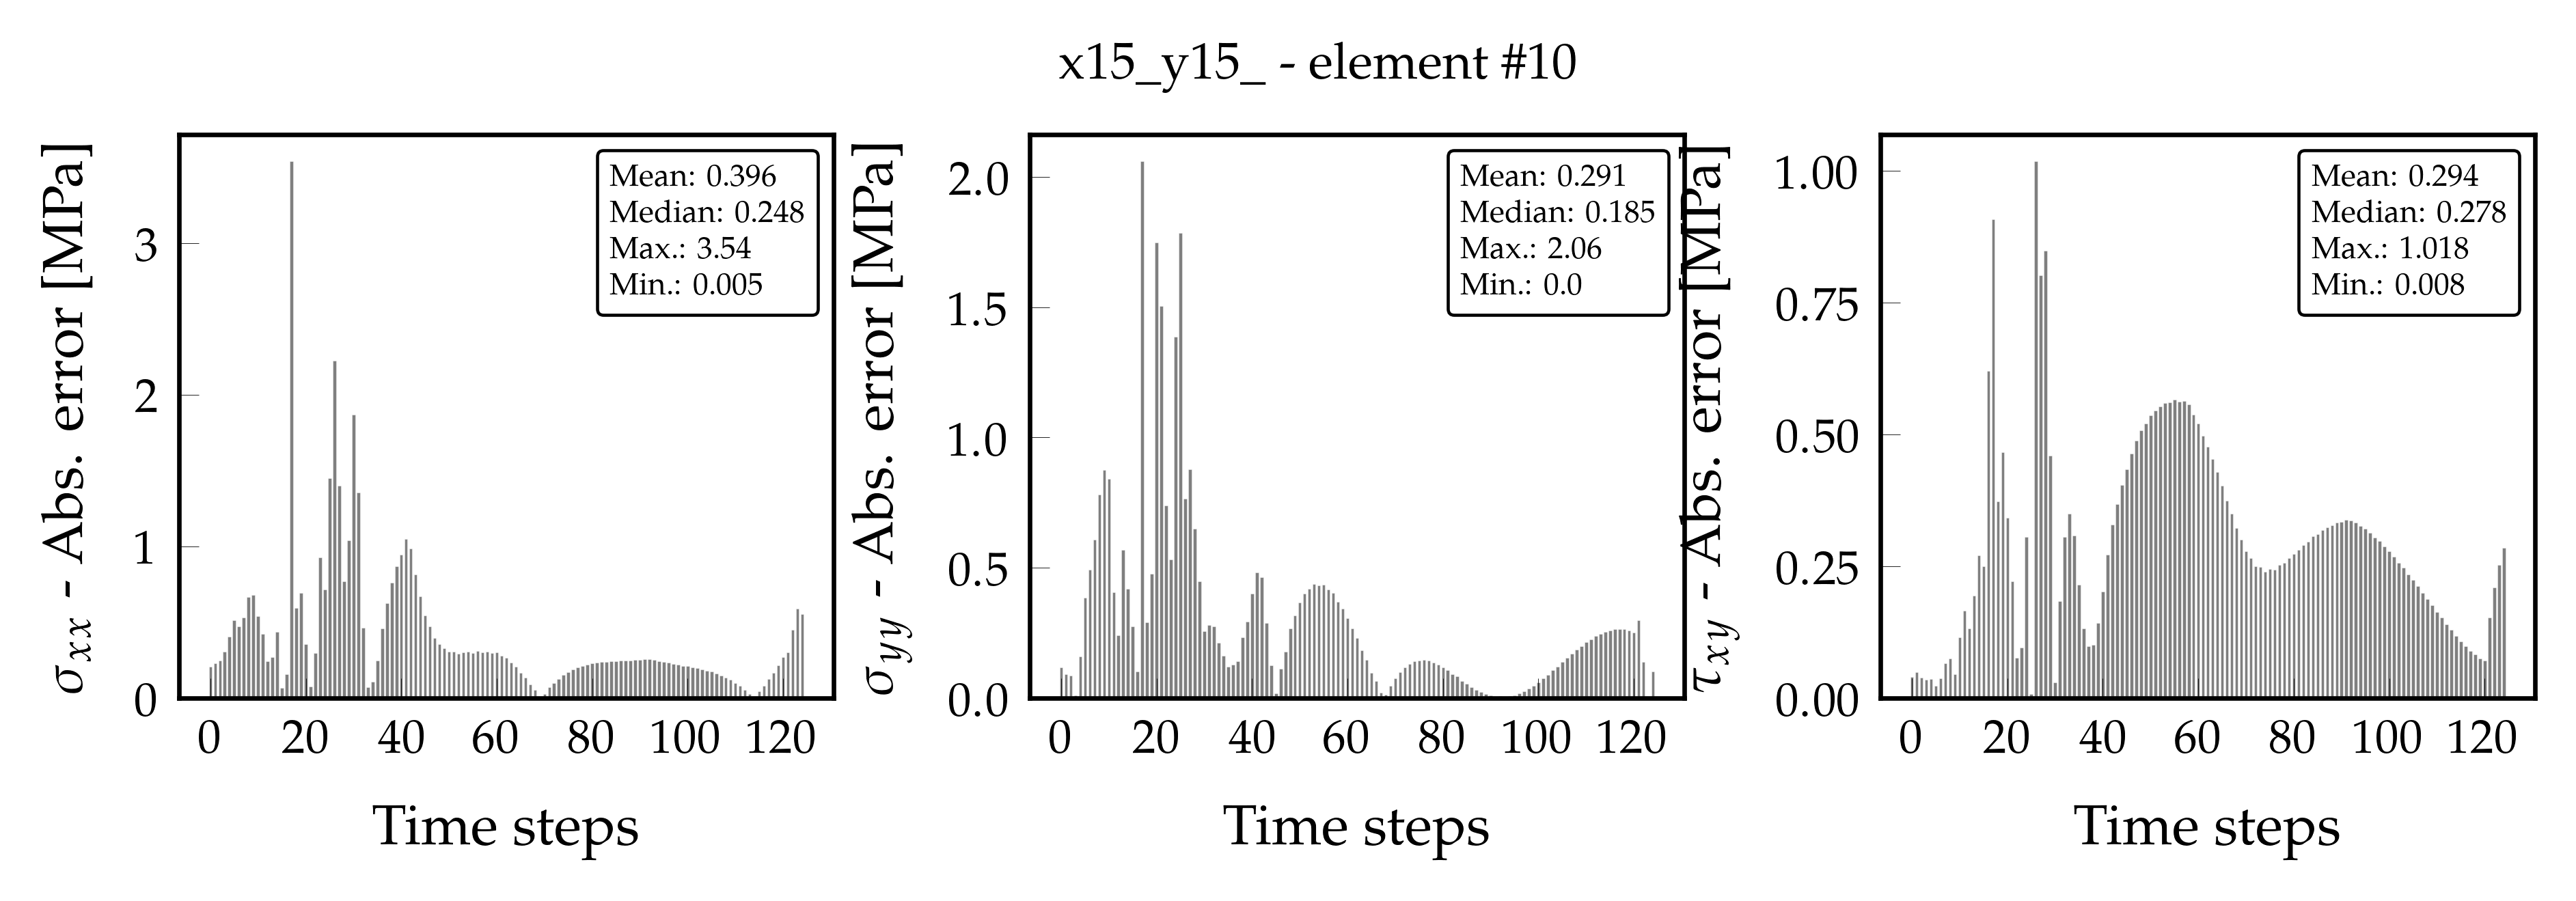 x15_y15_ - element #10
σxx - Abs. error [MPa]
3
2
1
0
0 20 40 60 80 100 120
Time steps
Mean: 0.396
Median: 0.248
Max.: 3.54
Min.: 0.005
σyy - Abs. error [MPa]
2.0
1.5
1.0
0.5
0.0
0 20 40 60 80 100 120
Time steps
Mean: 0.291
Median: 0.185
Max.: 2.06
Min.: 0.0
τxy - Abs. error [MPa]
1.00
0.75
0.50
0.25
0.00
0 20 40 60 80 100 120
Time steps
Mean: 0.294
Median: 0.278
Max.: 1.018
Min.: 0.008